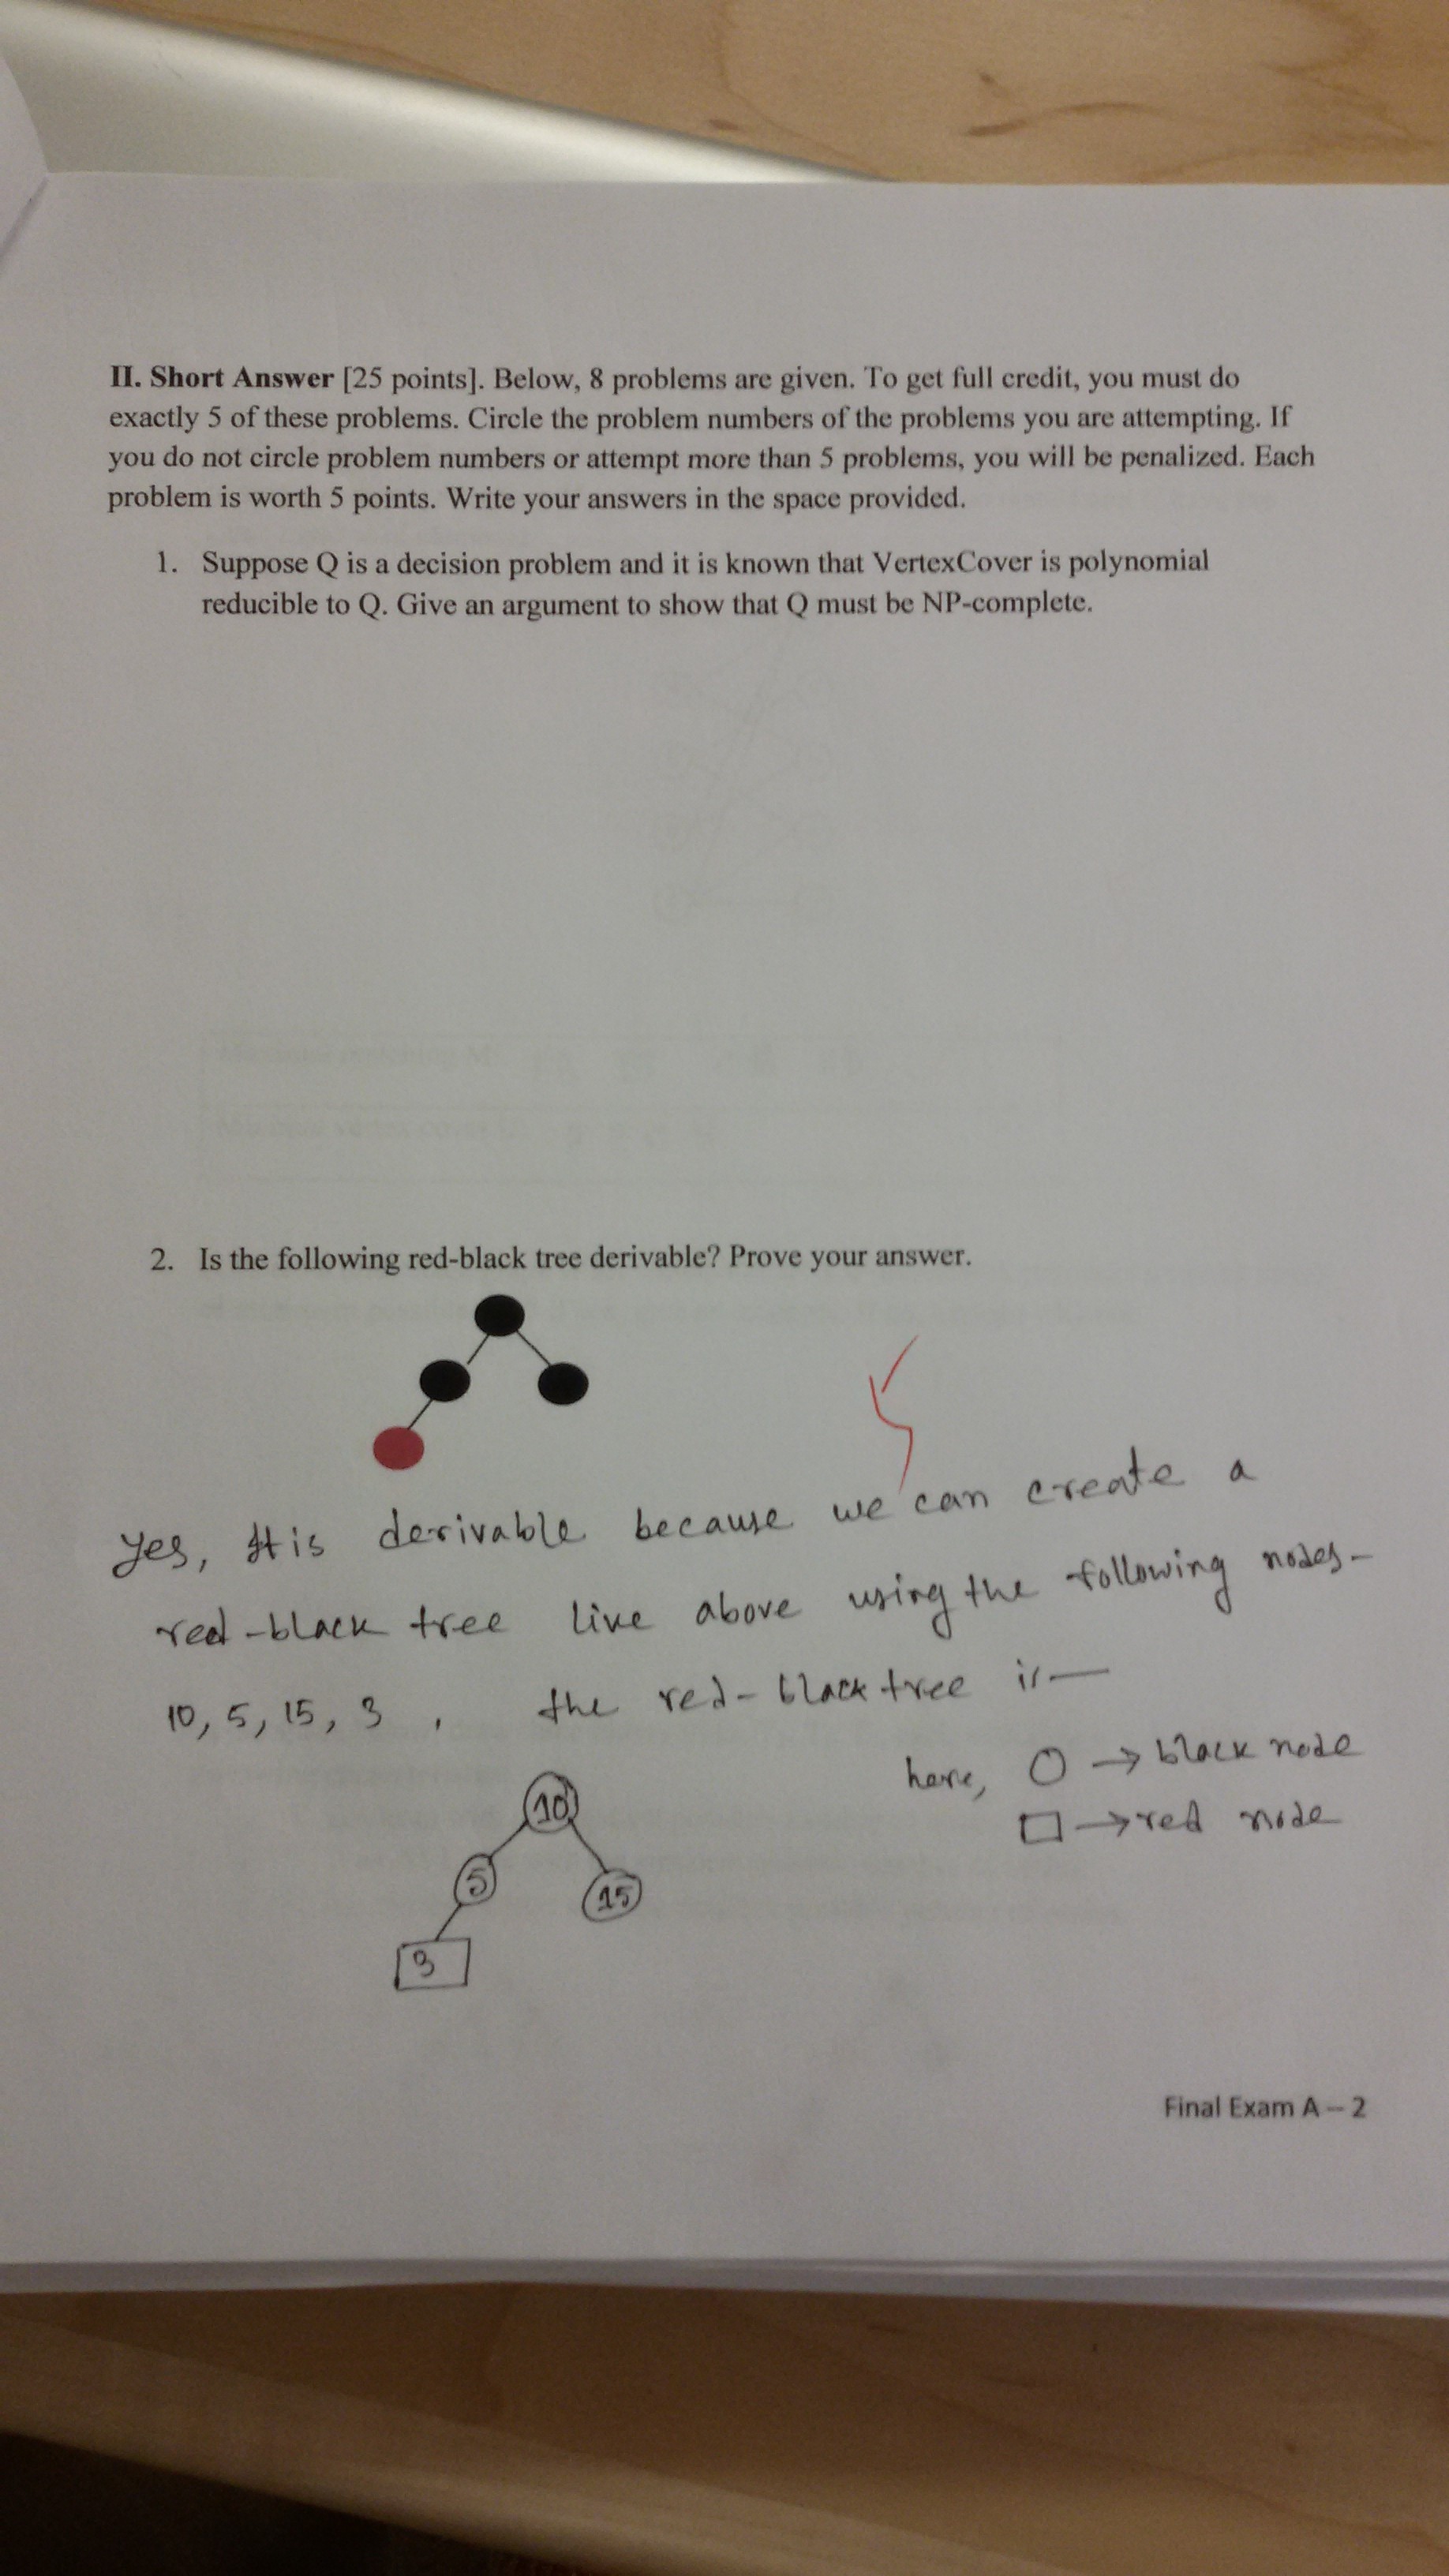 II. Short Answer [25 points]. Below, 8 problems are given. To get full credit, you must do
exactly 5 of these problems. Circle the problem numbers of the problems you are attempting. If
you do not circle problem numbers or attempt more than 5 problems, you will be penalized. Each
problem is worth 5 points. Write your answers in the space provided.
1. Suppose Q is a decision problem and it is known that VertexCover is polynomial
reducible to Q. Give an argument to show that Q must be NP-complete.
2. Is the following red-black tree derivable? Prove your answer.
Yes, It is derivable because we can create a
red-black tree like above using the following nodes-
10, 5, 15, 3 , the red-black tree is—
here, ○ → black node
□ → red node
10
5
15
3
Final Exam A – 2